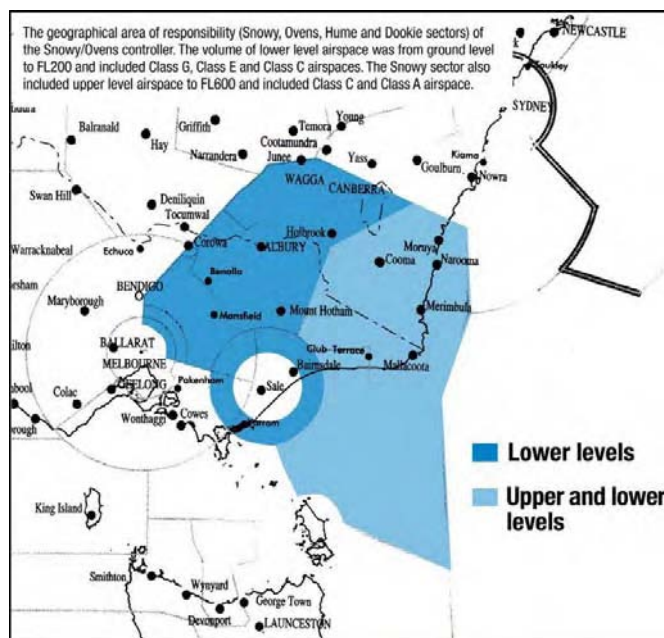 The geographical area of responsibility (Snowy, Ovens, Hume and Dookie sectors) of
the Snowy/Ovens controller. The volume of lower level airspace was from ground level
to FL200 and included Class G, Class E and Class C airspaces. The Snowy sector also
included upper level airspace to FL600 and included Class C and Class A airspace.
NEWCASTLE
SYDNEY
Balranald
Hay
Griffith
Temora
Young
Cootamundra
Narrandera
Junee
Yass
Goulburn
Kiama
Nowra
WAGGA
CANBERRA
Swan Hill
Deniliquin
Tocumwal
Holbrook
Warracknabeal
Echuca
Corowa
ALBURY
Moruya
Cooma
Narooma
Benalla
BENDIGO
Maryborough
Mansfield
Mount Hotham
Merimbula
BALLARAT
MELBOURNE
Club Terrace
Mallacoota
Bairnsdale
GEELONG
Pakenham
Sale
Colac
Wonthaggi
Cowes
Yarram
Lower levels
Upper and lower
levels
King Island
Smithton
Wynyard
George Town
Devonport
LAUNCESTON